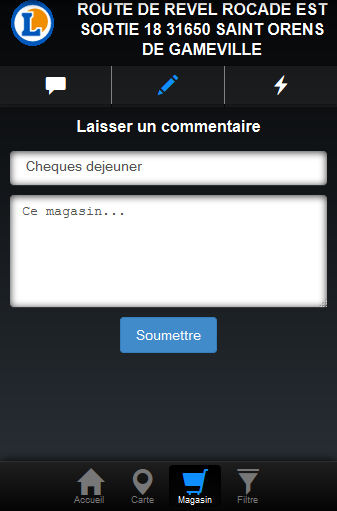 ROUTE DE REVEL ROCADE EST
SORTIE 18 31650 SAINT ORENS
DE GAMEVILLE
Laisser un commentaire
Cheques dejeuner
Ce magasin...
Soumettre
Accueil
Carte
Magasin
Filtre